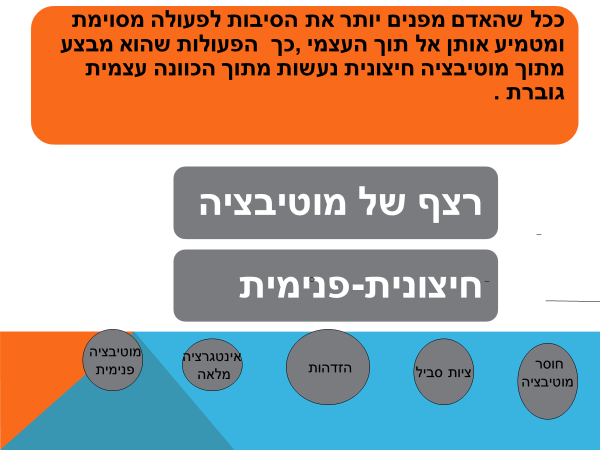 ככל שהאדם מפנים יותר את הסיבות לפעולה מסוימת
ומטמיע אותן אל תוך העצמי ,כך הפעולות שהוא מבצע
מתוך מוטיבציה חיצונית נעשות מתוך הכוונה עצמית
גוברת .
רצף של מוטיבציה
חיצונית-פנימית
חוסר
מוטיבציה
ציות סביל
הזדהות
אינטגרציה
מלאה
מוטיבציה
פנימית